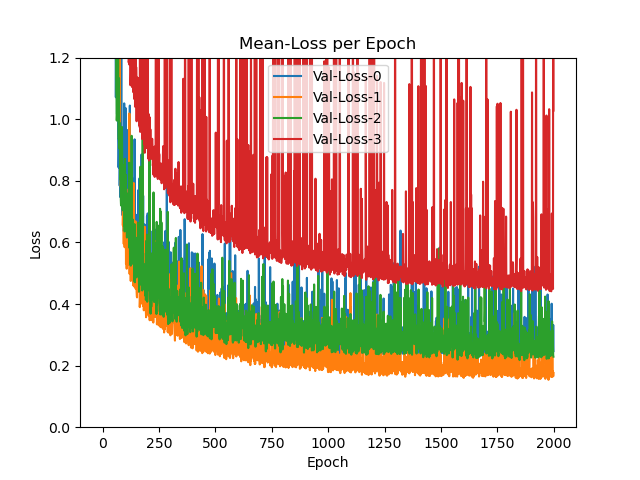 Mean-Loss per Epoch
1.2
1.0
0.8
0.6
0.4
0.2
0.0
Loss
Val-Loss-0
Val-Loss-1
Val-Loss-2
Val-Loss-3
0 250 500 750 1000 1250 1500 1750 2000
Epoch